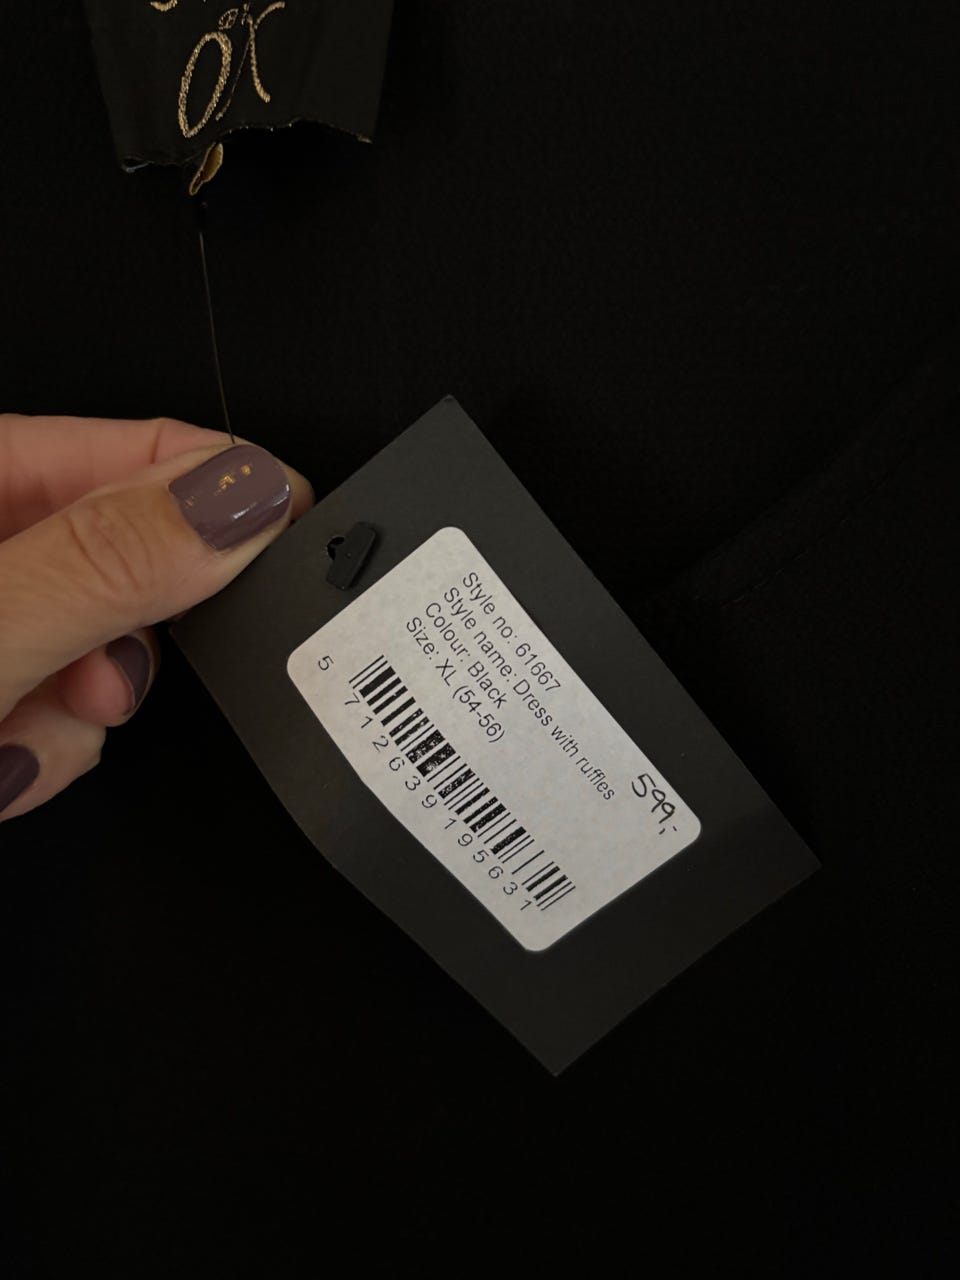 Style no: 61667
Style name: Dress with ruffles
Colour: Black
Size: XL (54-56)
599,-
5 712639 195631